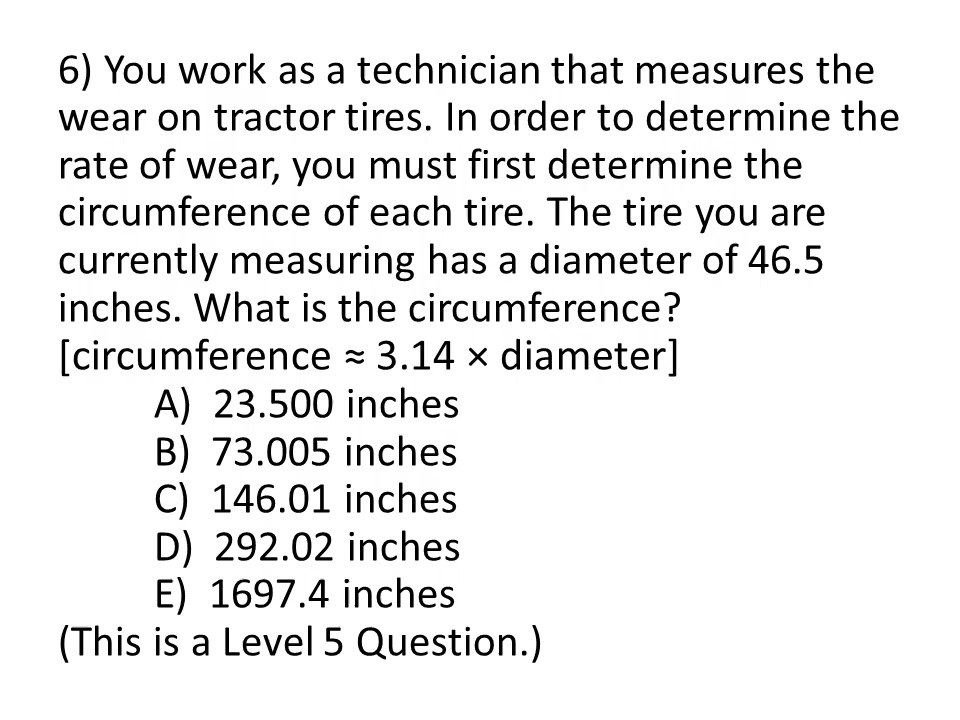 6) You work as a technician that measures the
wear on tractor tires. In order to determine the
rate of wear, you must first determine the
circumference of each tire. The tire you are
currently measuring has a diameter of 46.5
inches. What is the circumference?
[circumference ≈ 3.14 × diameter]
A) 23.500 inches
B) 73.005 inches
C) 146.01 inches
D) 292.02 inches
E) 1697.4 inches
(This is a Level 5 Question.)